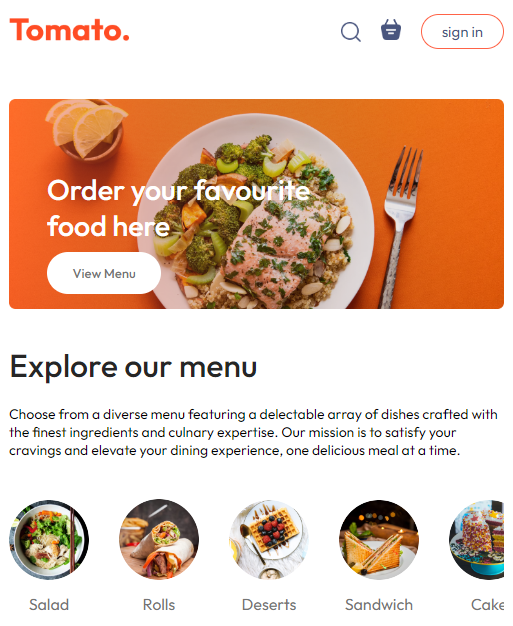 Tomato.
sign in
Order your favourite
food here
View Menu
Explore our menu
Choose from a diverse menu featuring a delectable array of dishes crafted with
the finest ingredients and culnary expertise. Our mission is to satisfy your
cravings and elevate your dining experience, one delicious meal at a time.
Salad
Rolls
Deserts
Sandwich
Cake